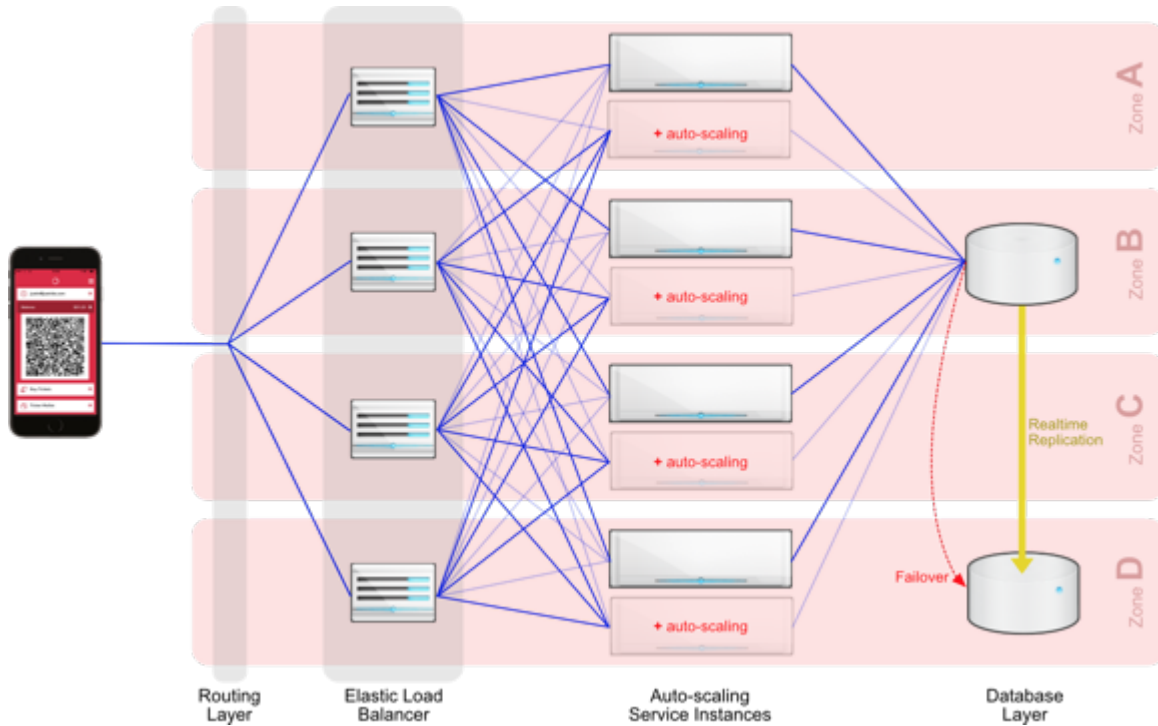 Zone A
+ auto-scaling
Zone B
+ auto-scaling
Zone C
+ auto-scaling
Realtime
Replication
Zone D
Failover
+ auto-scaling
Routing
Layer
Elastic Load
Balancer
Auto-scaling
Service Instances
Database
Layer